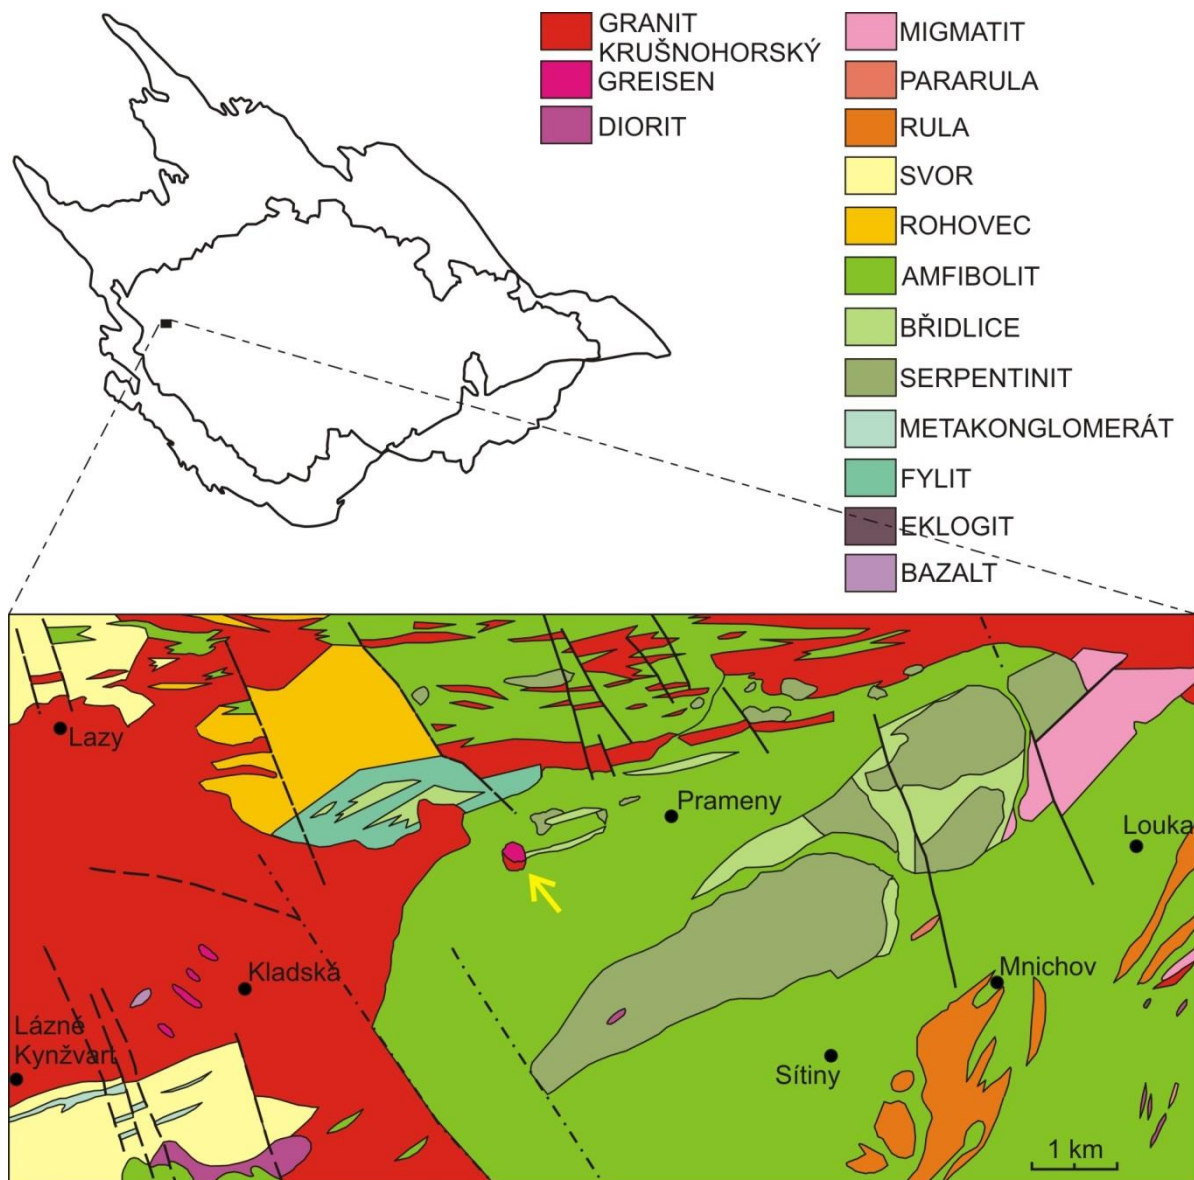 GRANIT
KRUŠNOHORSKÝ
GREISEN
DIORIT
MIGMATIT
PARARULA
RULA
SVOR
ROHOVEC
AMFIBOLIT
BŘIDLICE
SERPENTINIT
METAKONGLOMERÁT
FYLIT
EKLOGIT
BAZALT
Lazy
Prameny
Louka
Kladská
Mnichov
Lázně
Kynžvart
Sítiny
1 km